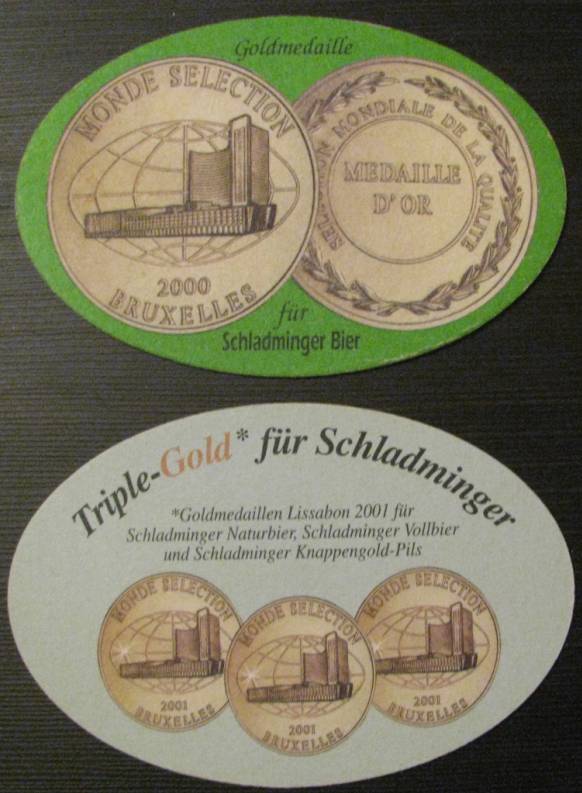 Goldmedaille
MONDE SELECTION
2000
BRUXELLES
SELECTION MONDIALE DE LA QUALITE
MEDAILLE
D'OR
für
Schladminger Bier
Triple-Gold* für Schladminger
*Goldmedaillen Lissabon 2001 für
Schladminger Naturbier, Schladminger Vollbier
und Schladminger Knappengold-Pils
MONDE SELECTION
2001
BRUXELLES
MONDE SELECTION
2001
BRUXELLES
MONDE SELECTION
2001
BRUXELLES